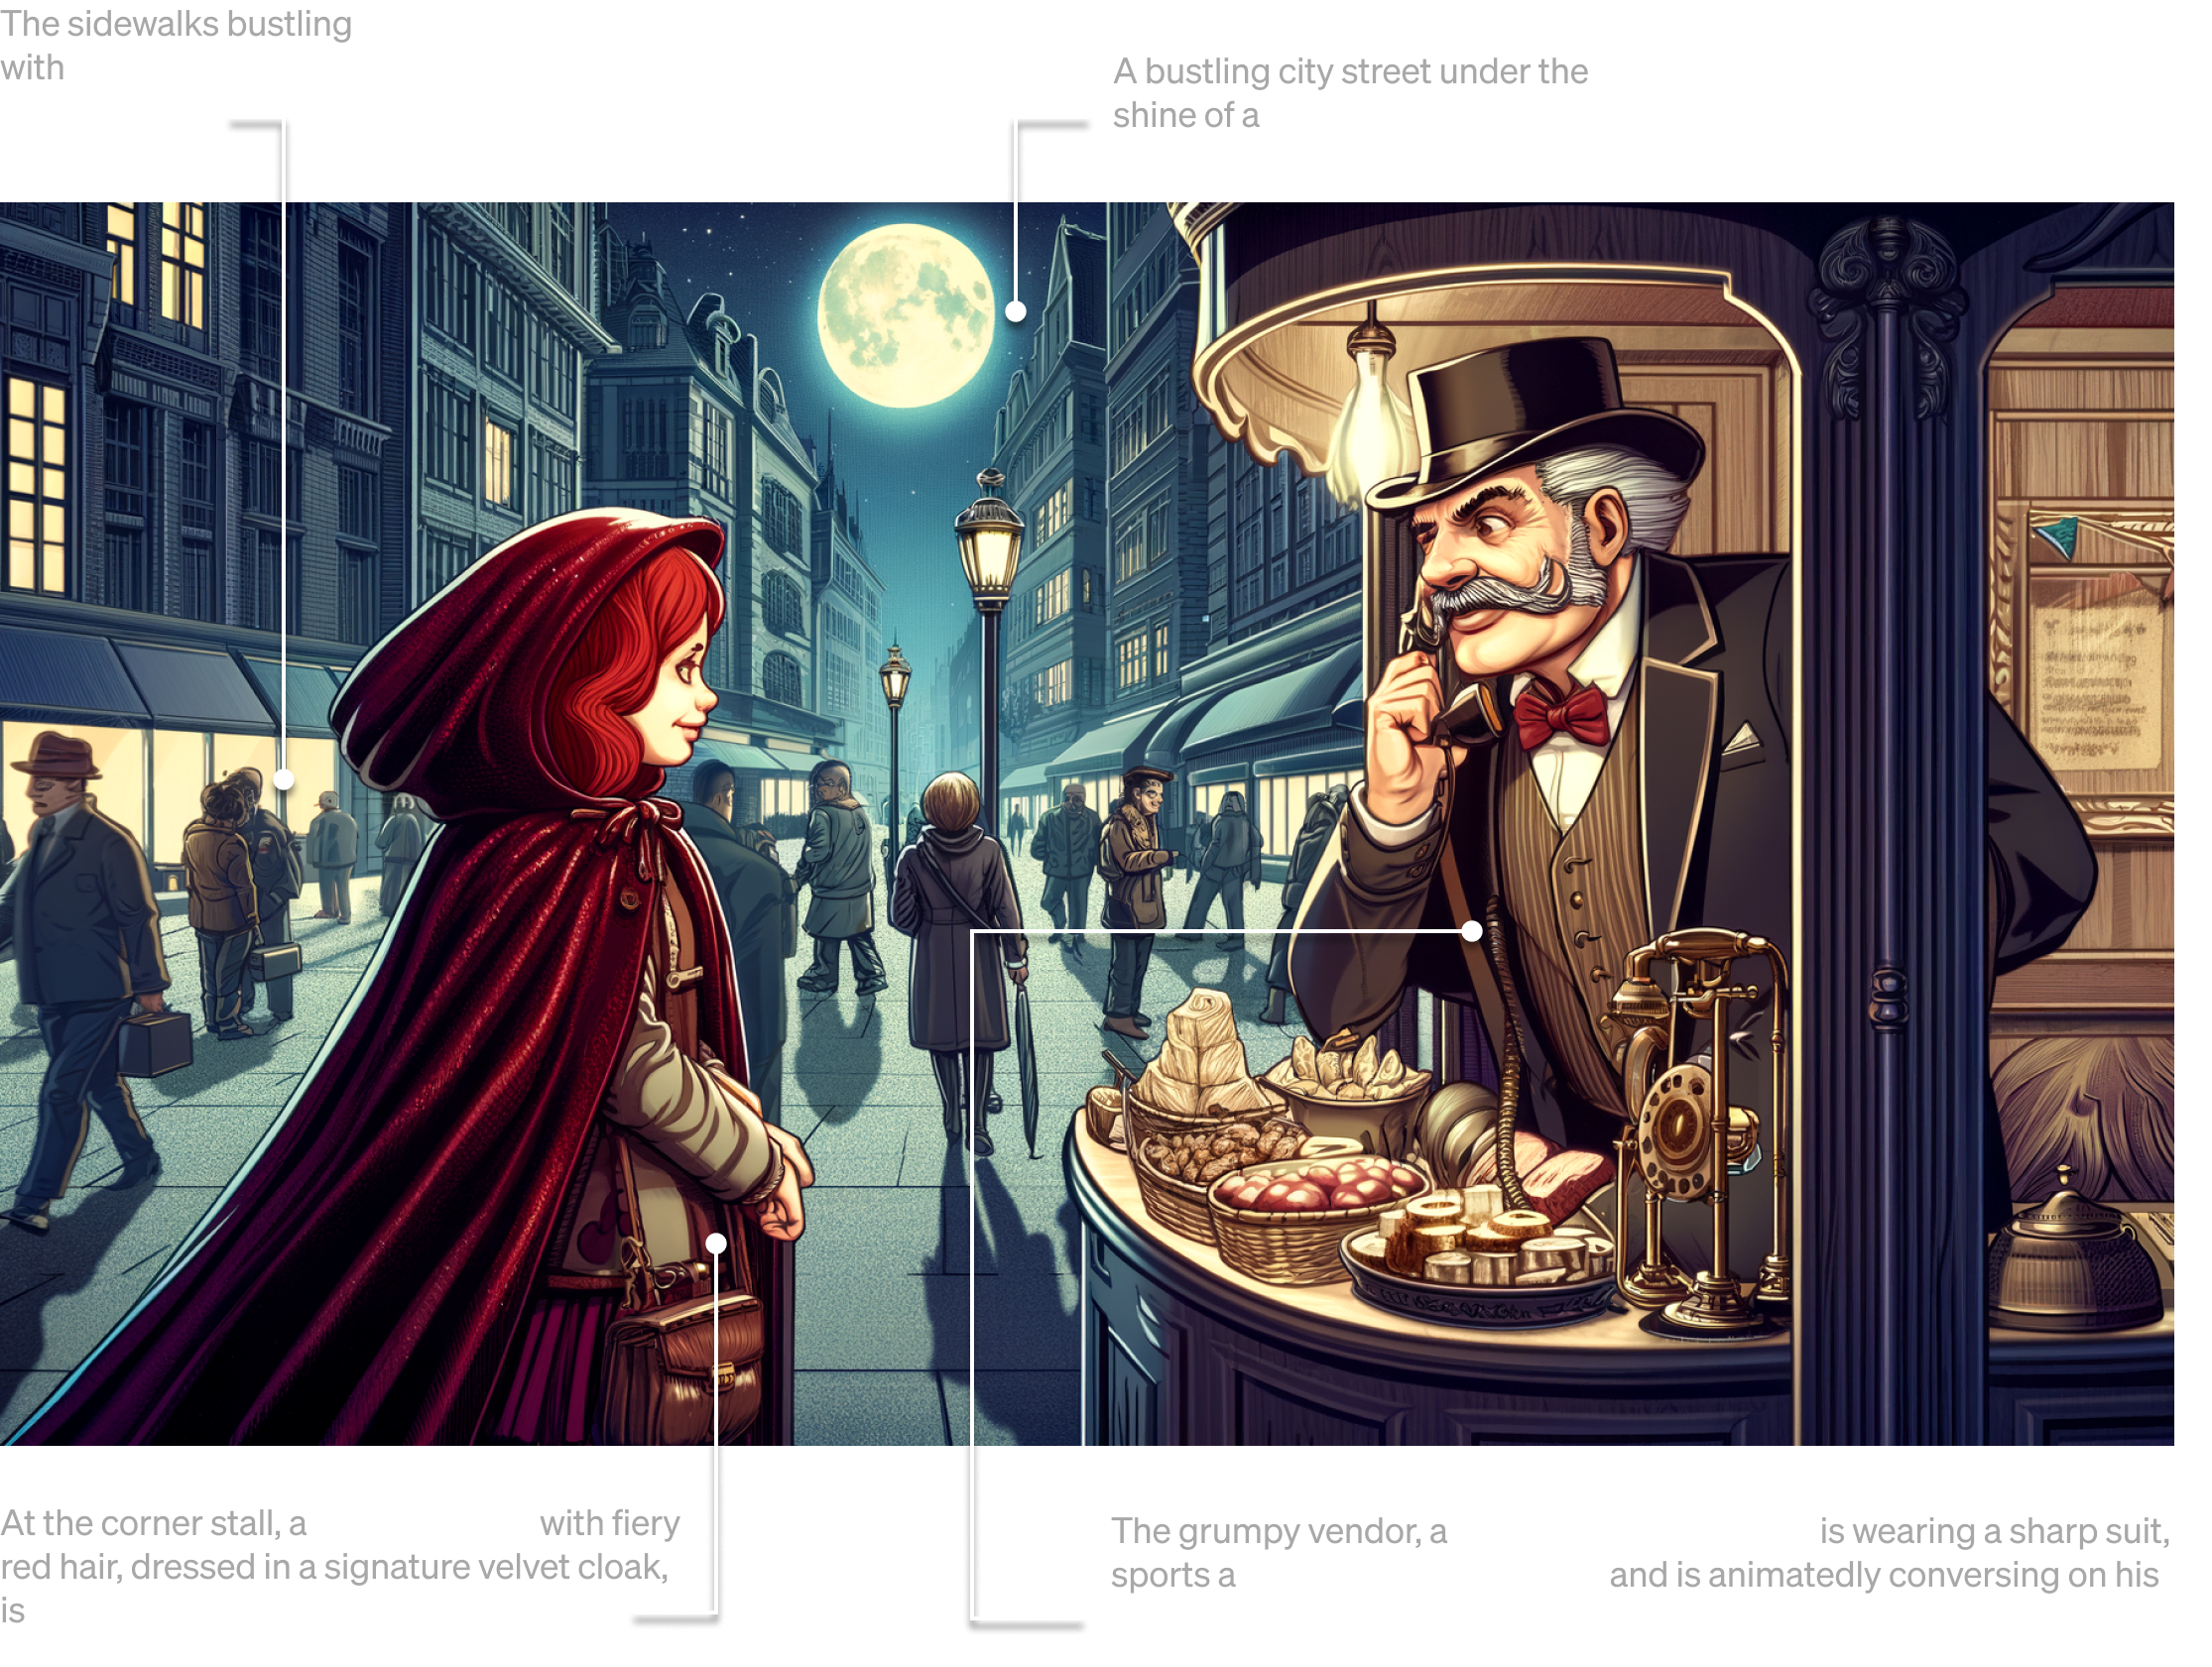 The sidewalks bustling
with
A bustling city street under the
shine of a
At the corner stall, a with fiery
red hair, dressed in a signature velvet cloak,
is
The grumpy vendor, a is wearing a sharp suit,
sports a and is animatedly conversing on his